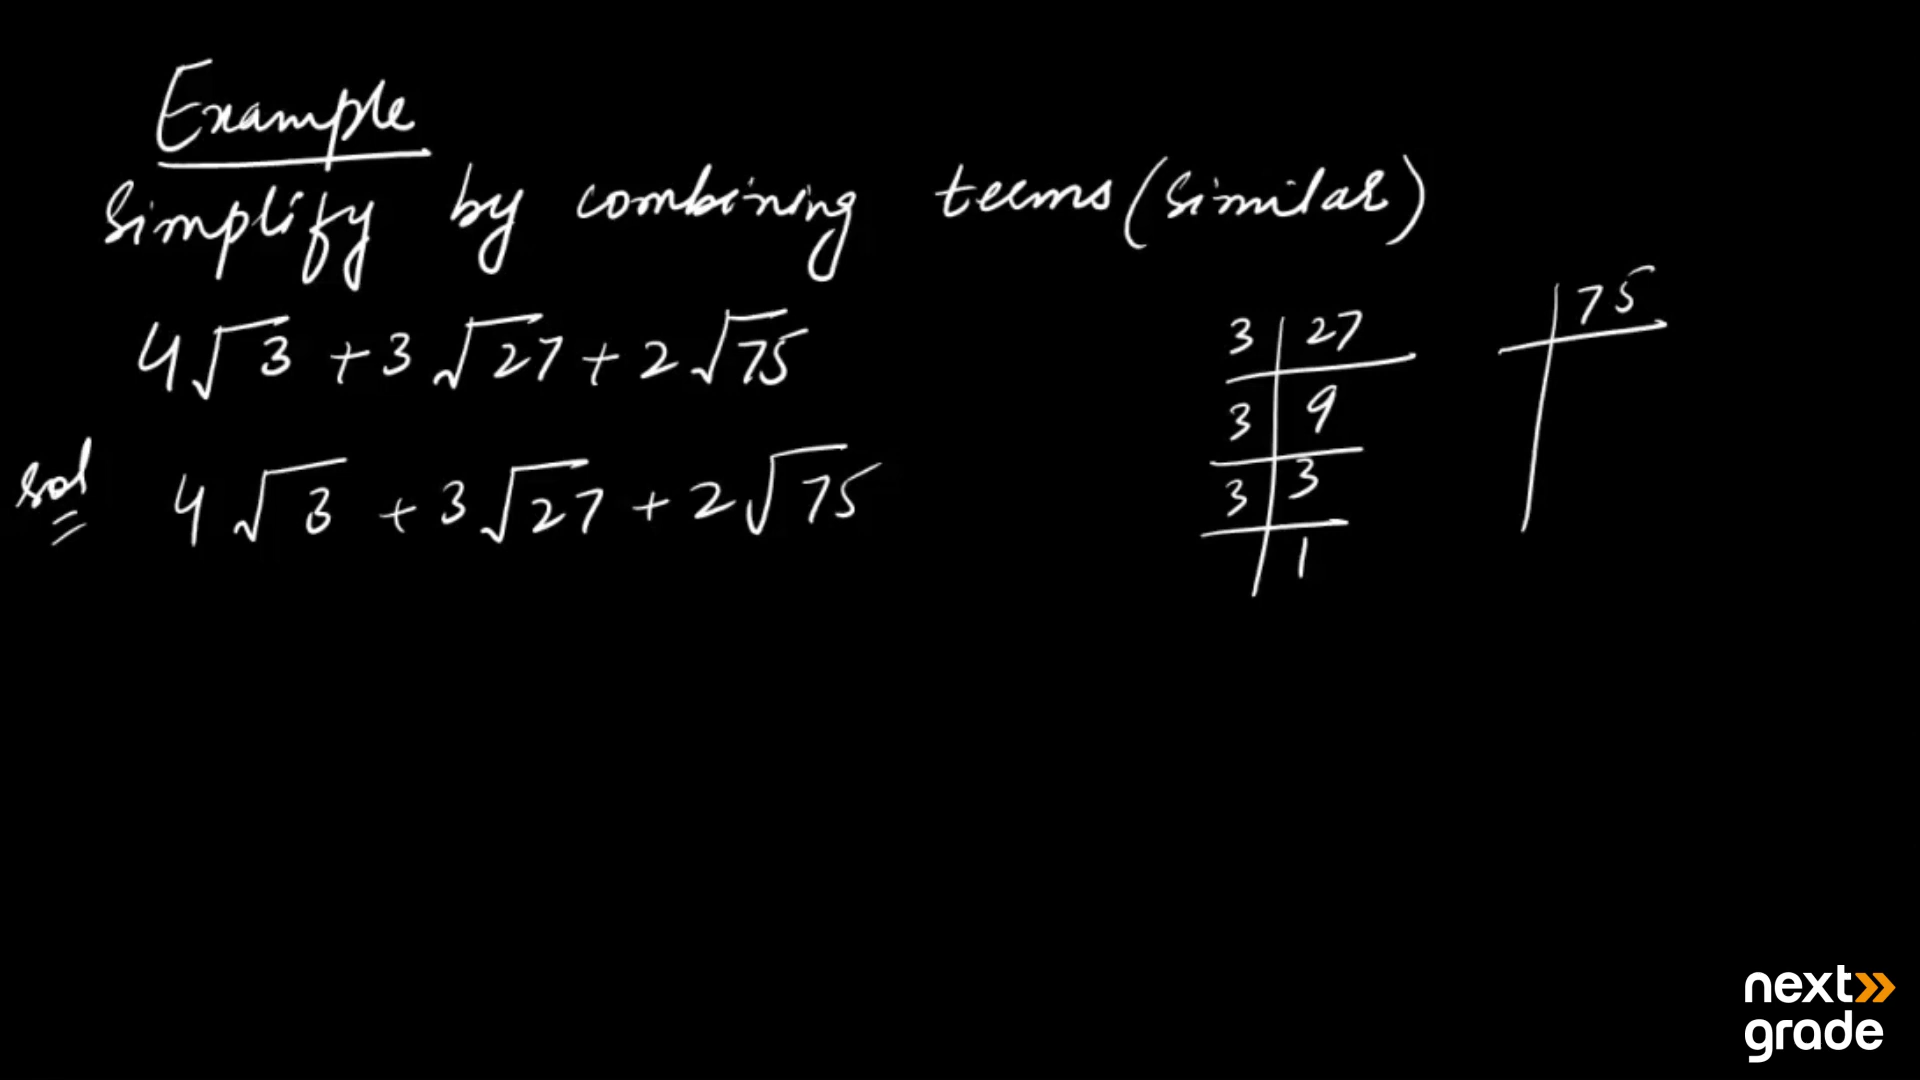 Example
Simplify by combining terms (similar)
4√3 + 3√27 + 2√75
sol 4√3 + 3√27 + 2√75
3 | 27
3 | 9
3 | 3
| 1
| 75
next
grade